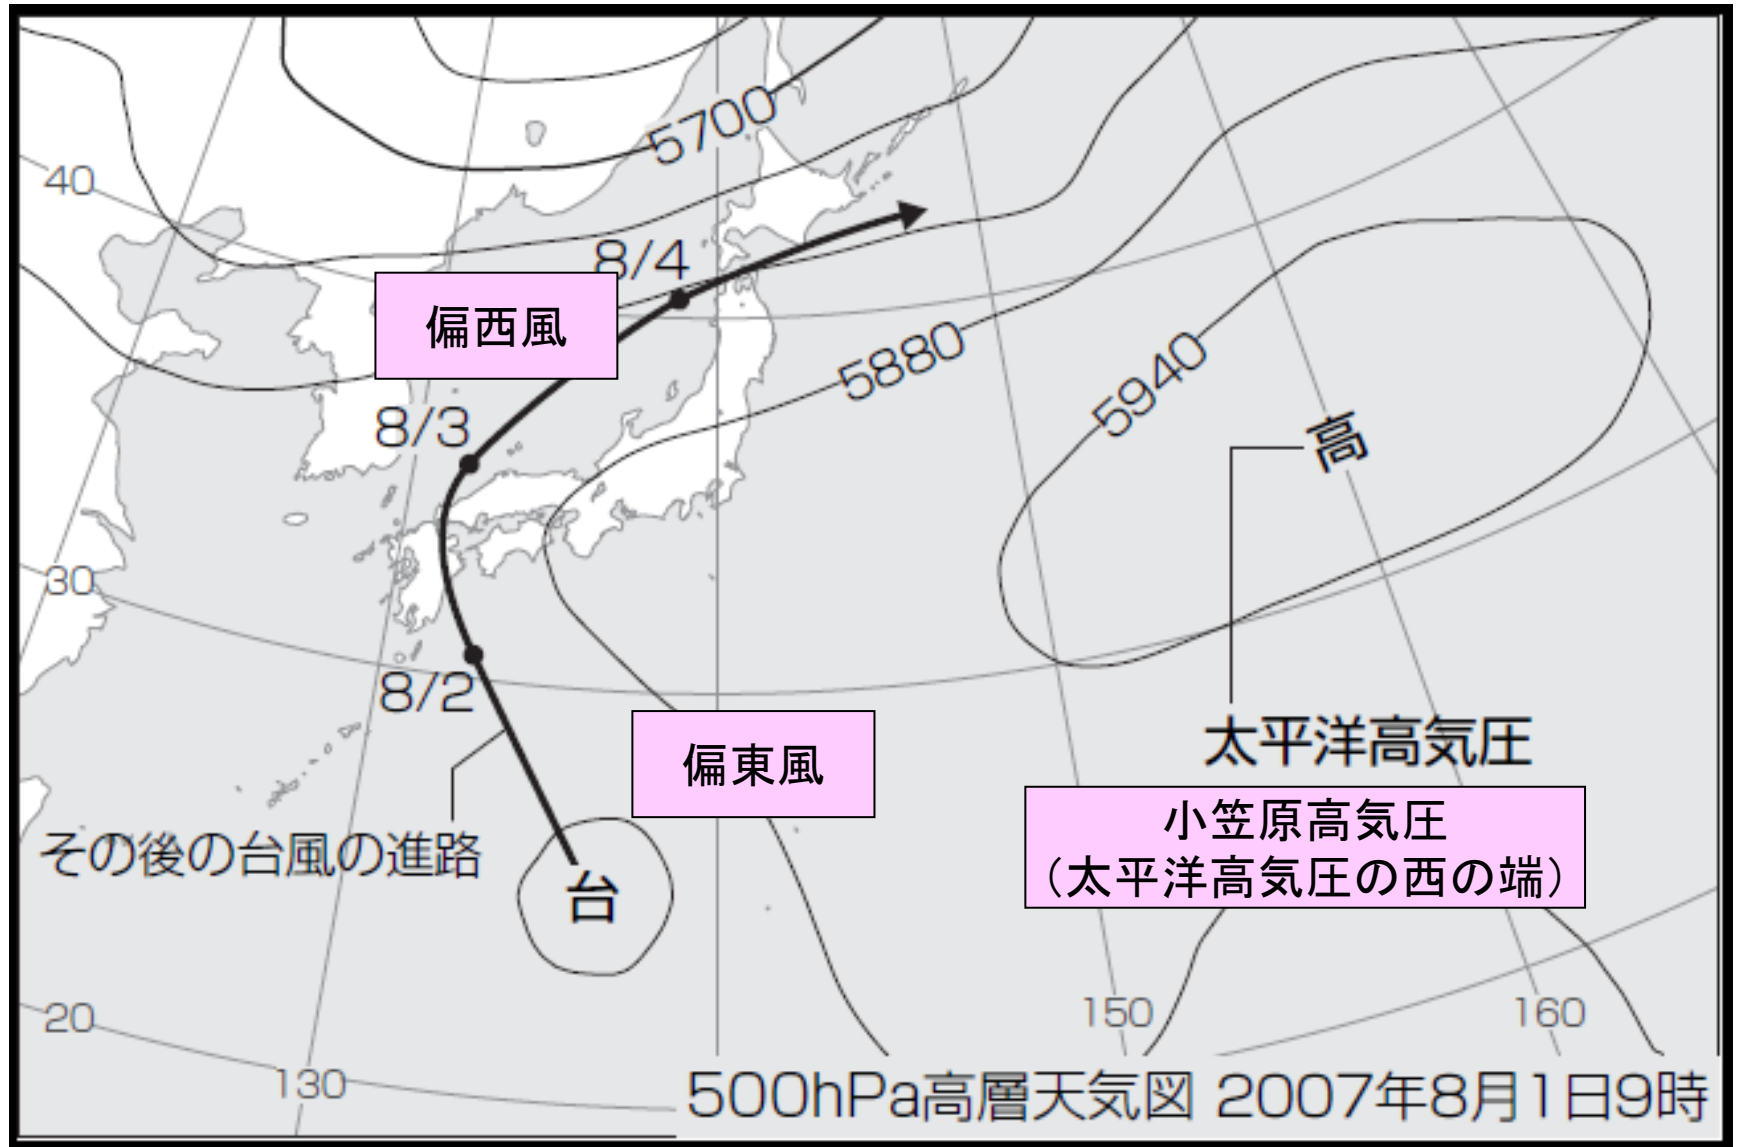 5700
40
8/4
偏西風
5880
5940
8/3
高
30
8/2
偏東風
太平洋高気圧
小笠原高気圧
（太平洋高気圧の西の端）
その後の台風の進路
台
20
150
160
130
500hPa高層天気図 2007年8月1日9時